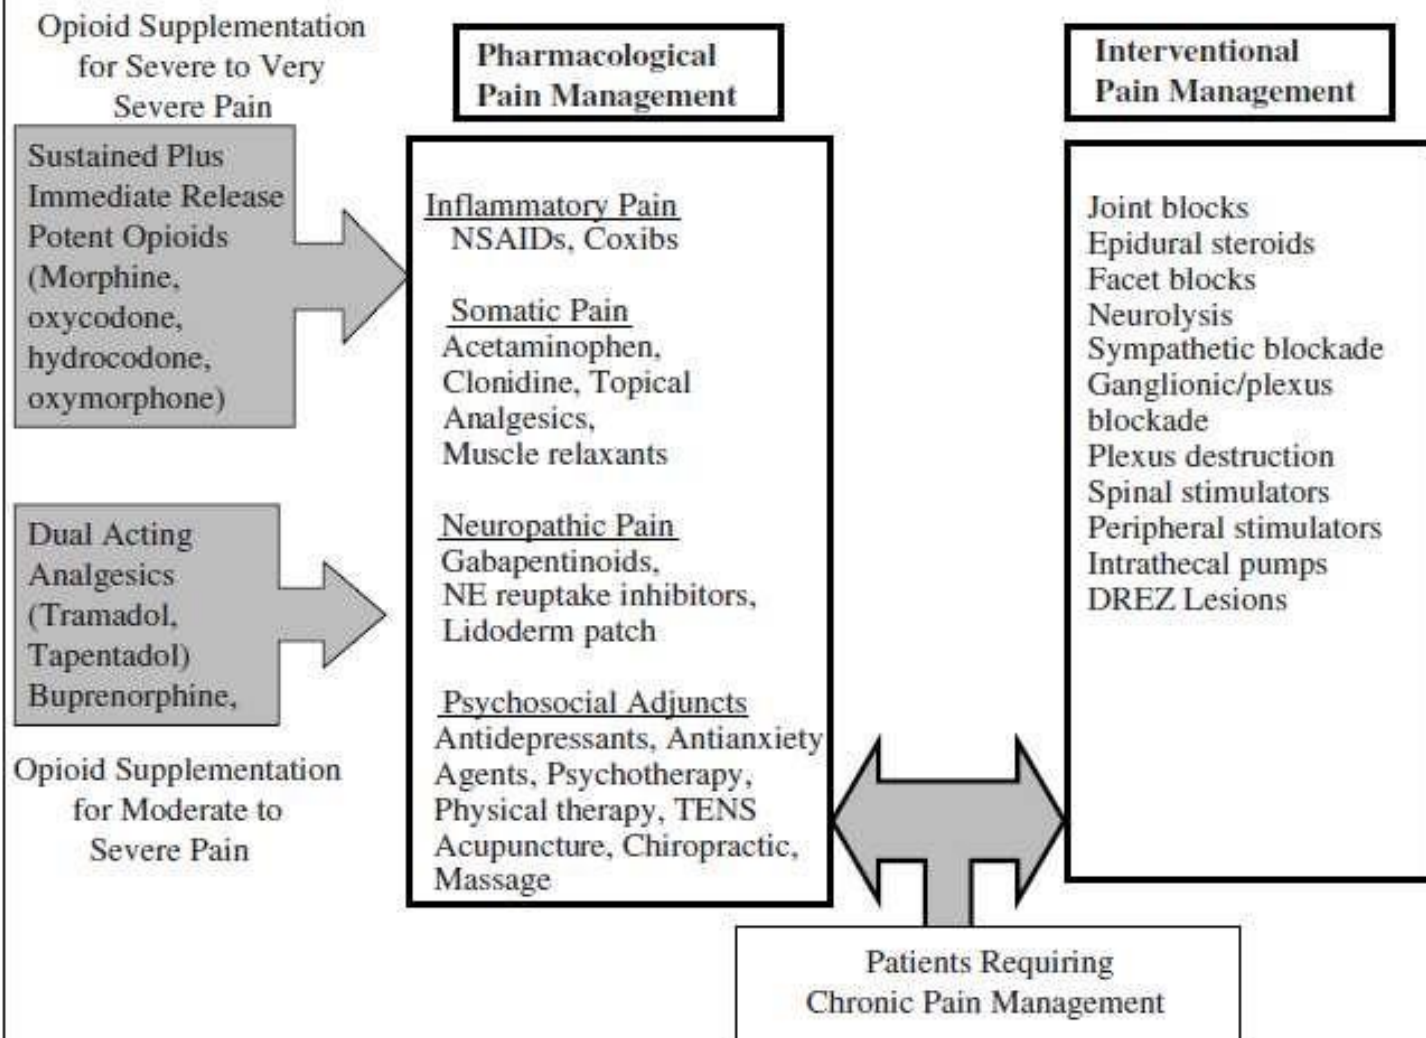 Opioid Supplementation
for Severe to Very
Severe Pain
Sustained Plus
Immediate Release
Potent Opioids
(Morphine,
oxycodone,
hydrocodone,
oxymorphone)
Dual Acting
Analgesics
(Tramadol,
Tapentadol)
Buprenorphine,
Opioid Supplementation
for Moderate to
Severe Pain
Pharmacological
Pain Management
Inflammatory Pain
NSAIDs, Coxibs
Somatic Pain
Acetaminophen,
Clonidine, Topical
Analgesics,
Muscle relaxants
Neuropathic Pain
Gabapentinoids,
NE reuptake inhibitors,
Lidoderm patch
Psychosocial Adjuncts
Antidepressants, Antianxiety
Agents, Psychotherapy,
Physical therapy, TENS
Acupuncture, Chiropractic,
Massage
Interventional
Pain Management
Joint blocks
Epidural steroids
Facet blocks
Neurolysis
Sympathetic blockade
Ganglionic/plexus
blockade
Plexus destruction
Spinal stimulators
Peripheral stimulators
Intrathecal pumps
DREZ Lesions
Patients Requiring
Chronic Pain Management